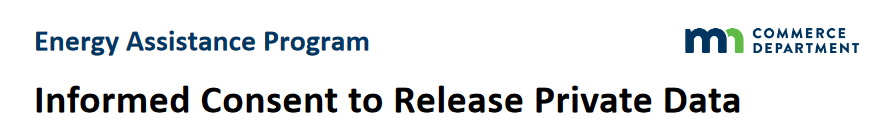 Energy Assistance Program
mn COMMERCE
DEPARTMENT
Informed Consent to Release Private Data